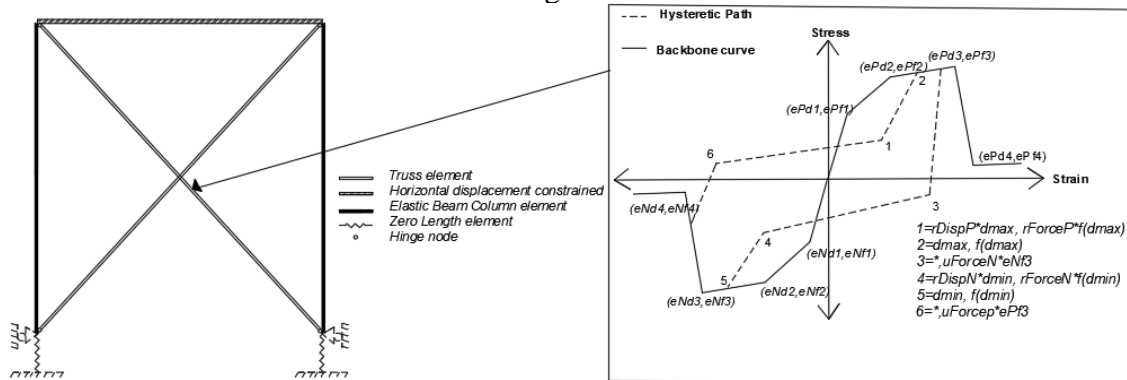 Truss element
Horizontal displacement constrained
Elastic Beam Column element
Zero Length element
Hinge node
Hysteretic Path
Backbone curve
Stress
(ePd3,ePf3)
(ePd2,ePf2)
2
(ePd1,ePf1)
1
6
(ePd4,ePf4)
Strain
(eNd4,eNf4)
3
4
(eNd1,eNf1)
5
(eNd2,eNf2)
(eNd3,eNf3)
1=rDispP*dmax, rForceP*f(dmax)
2=dmax, f(dmax)
3=*,uForceN*eNf3
4=rDispN*dmin, rForceN*f(dmin)
5=dmin, f(dmin)
6=*,uForcep*ePf3